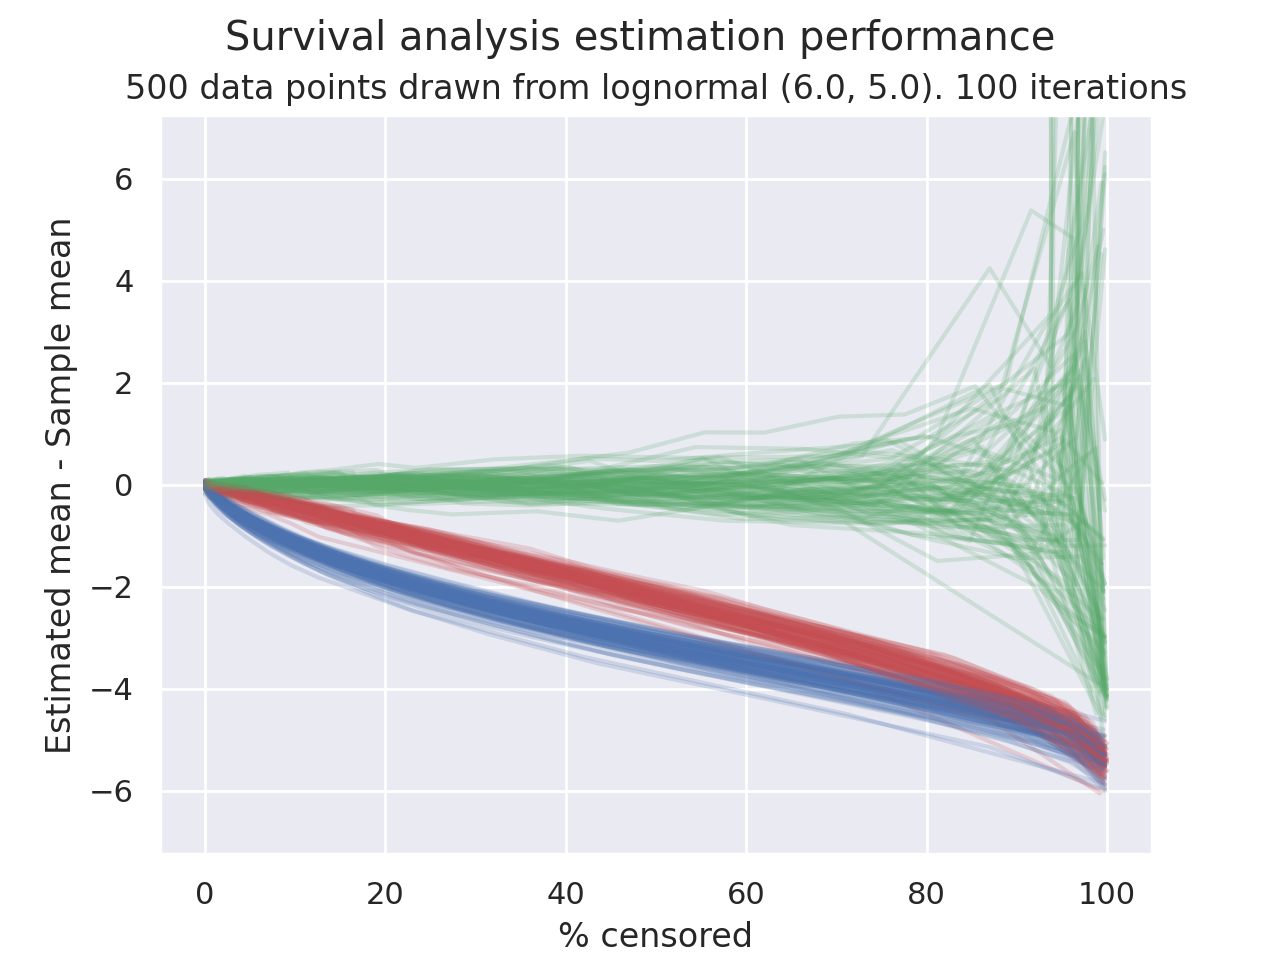 Survival analysis estimation performance
500 data points drawn from lognormal (6.0, 5.0). 100 iterations
Estimated mean - Sample mean
6
4
2
0
−2
−4
−6
0 20 40 60 80 100
% censored